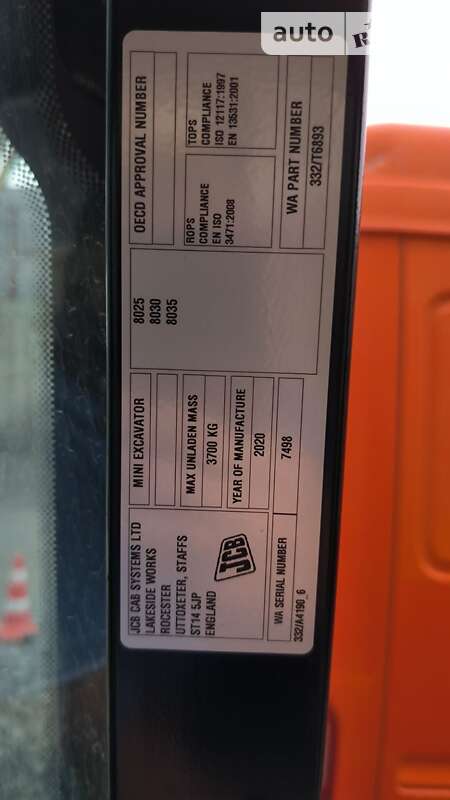 JCB CAB SYSTEMS LTD
LAKESIDE WORKS
ROCESTER
UTTOXETER, STAFFS
ST14 5JP
ENGLAND
JCB
WA SERIAL NUMBER
332/A4190_6
7498
MINI EXCAVATOR
MAX UNLADEN MASS
3700 KG
YEAR OF MANUFACTURE
2020
8025
8030
8035
OECD APPROVAL NUMBER
ROPS
COMPLIANCE
EN ISO
3471:2008
TOPS
COMPLIANCE
ISO 12117:1997
EN 13531:2001
WA PART NUMBER
332/T6893
auto